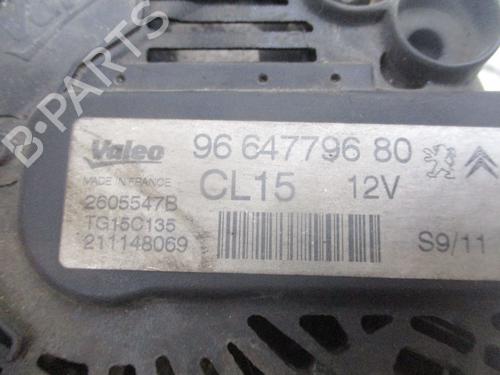 B-PARTS
Valeo
96 647796 80
MADE IN FRANCE
CL15 12V
2605547B
TG15C135
211148069
S9/11